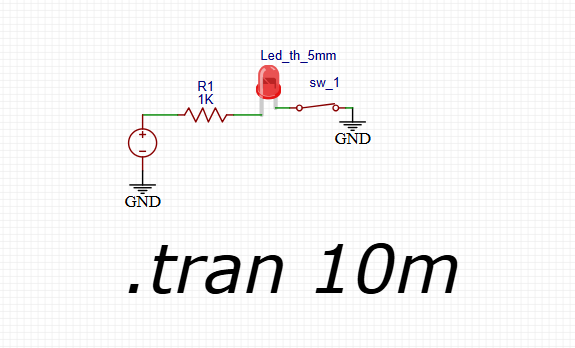 Led_th_5mm
sw_1
R1
1K
GND
GND
.tran 10m